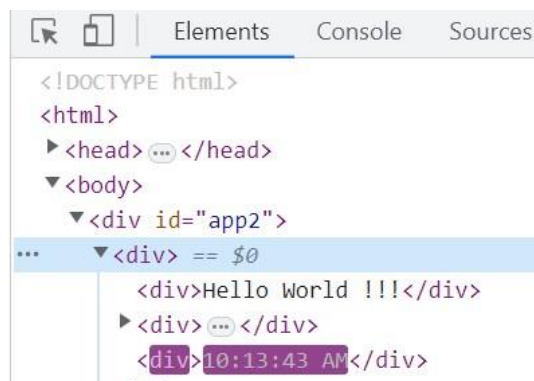 Elements Console Sources
<!DOCTYPE html>
<html>
▶<head>…</head>
▼<body>
▼<div id="app2">
… ▼<div> == $0
<div>Hello World !!!</div>
▶<div>…</div>
<div>10:13:43 AM</div>